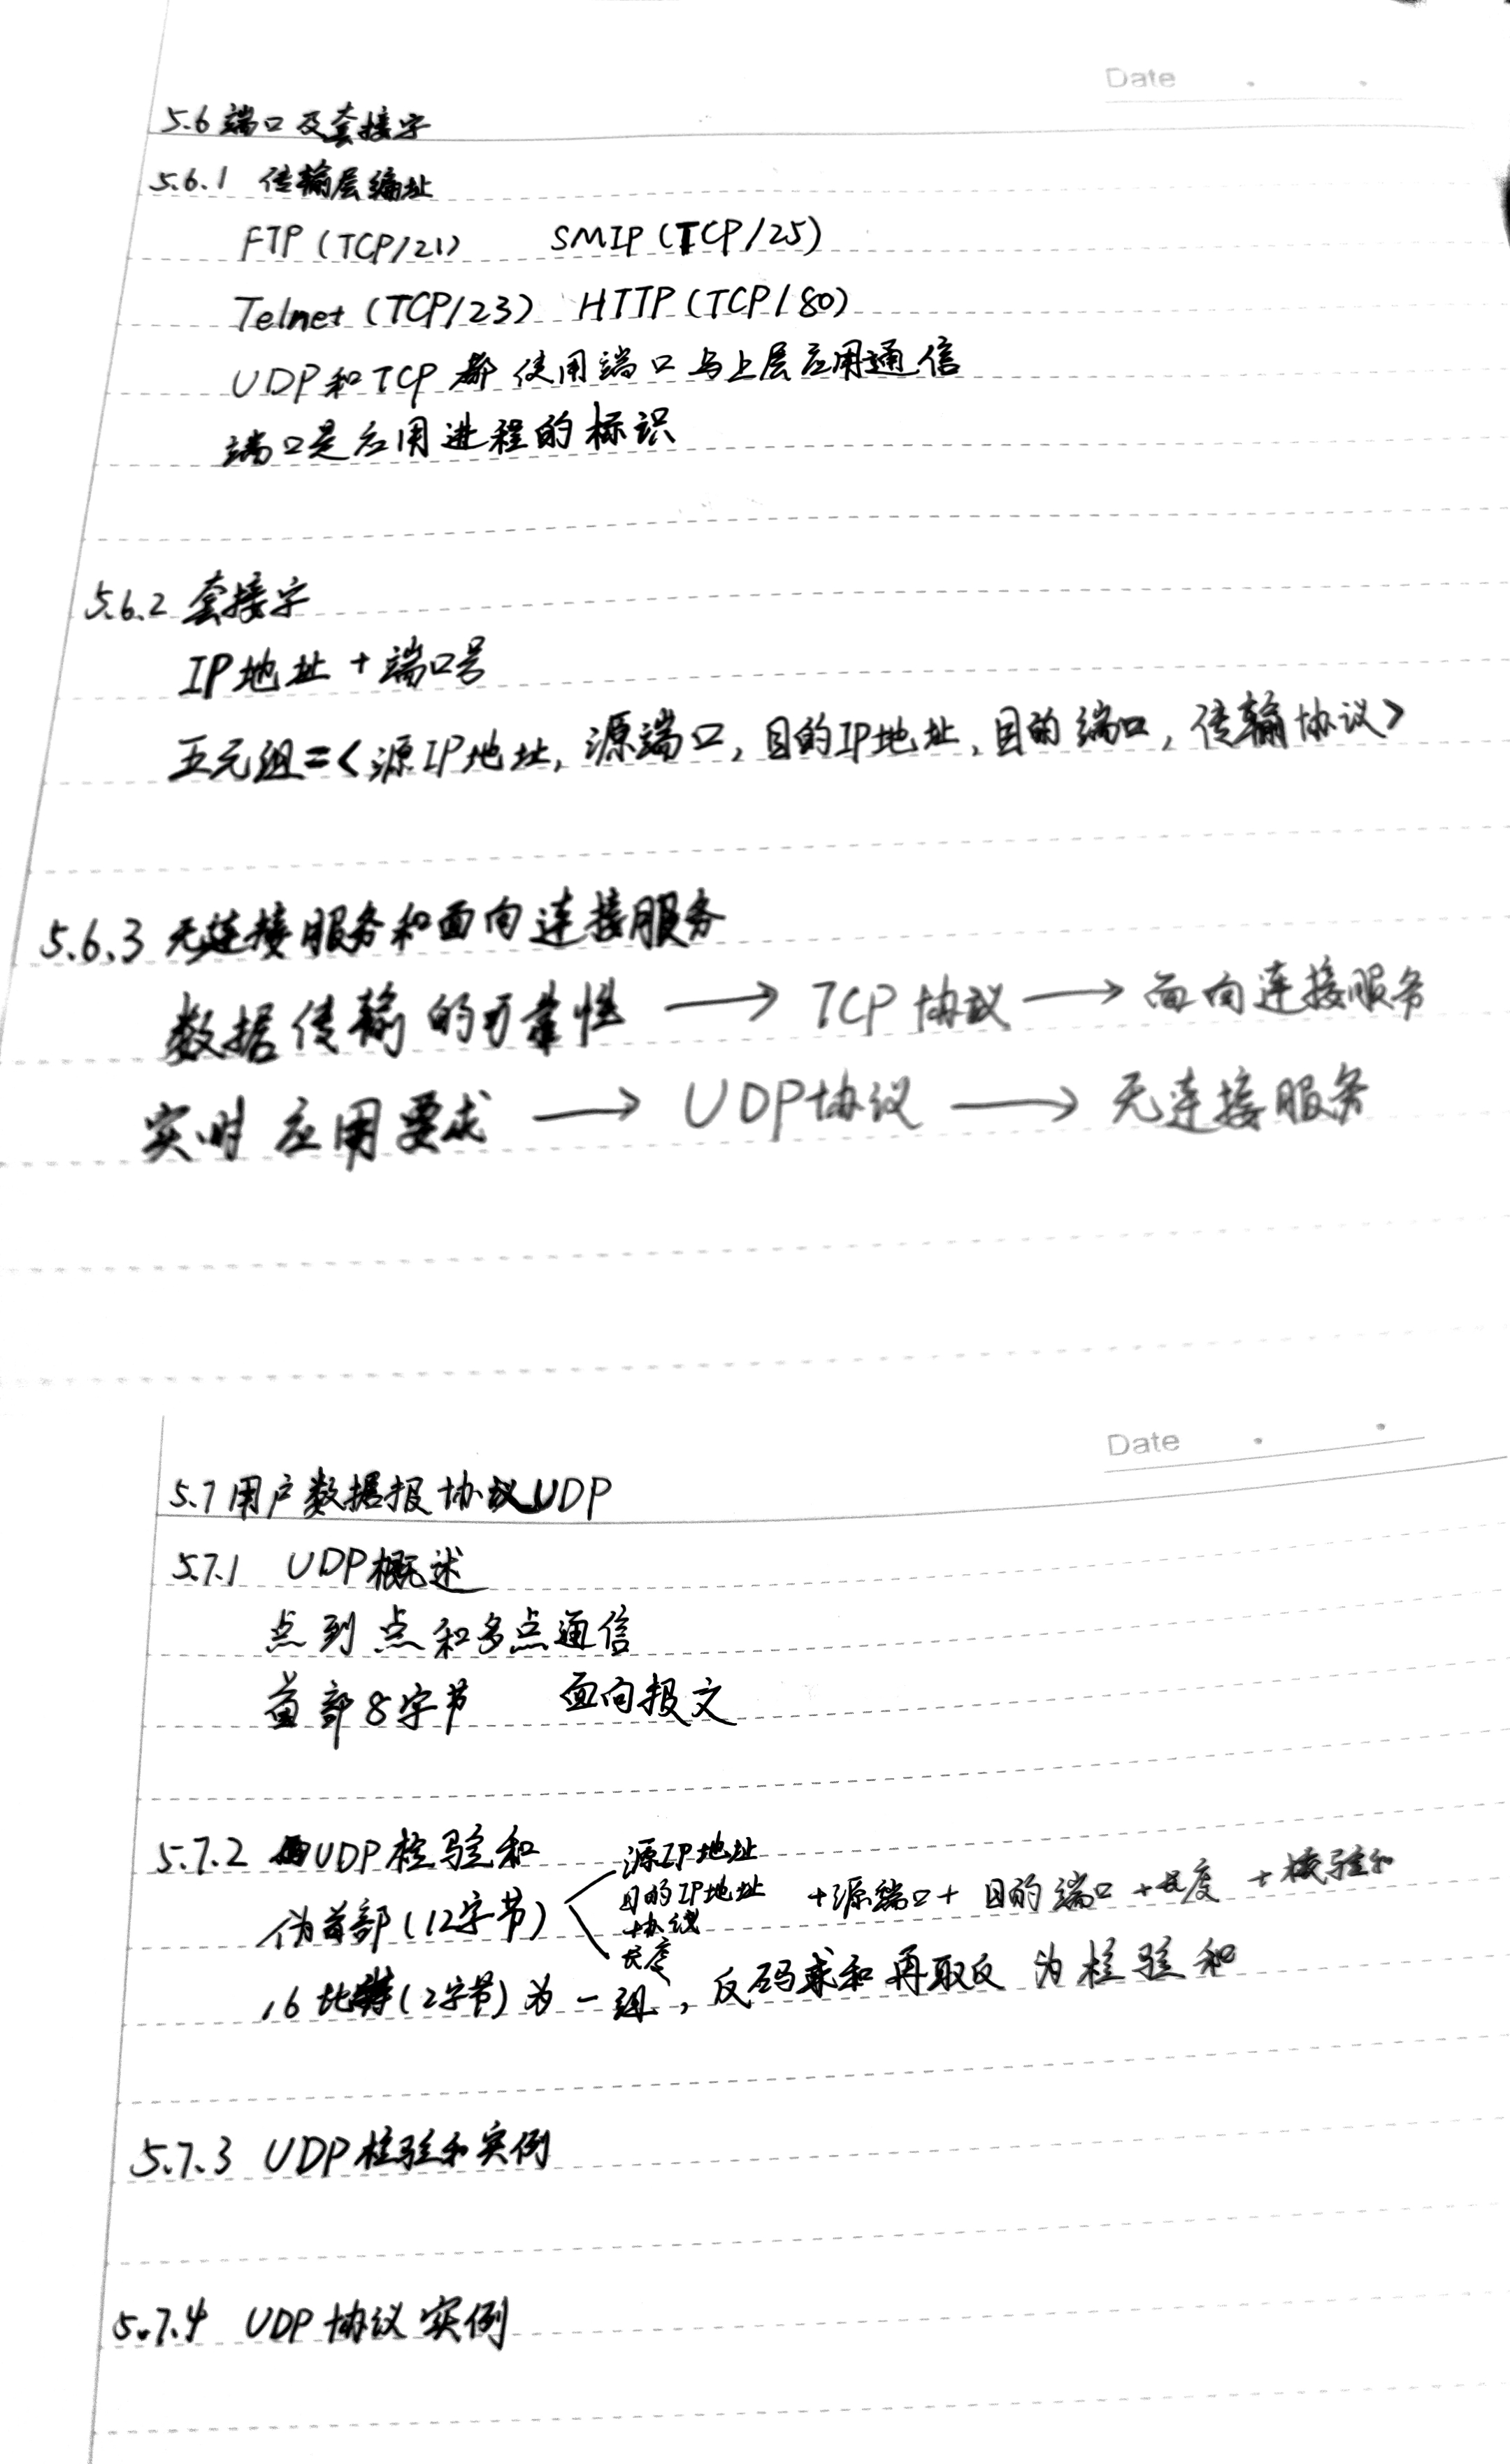 Date
5.6 端口及套接字
5.6.1 传输层编址
FTP (TCP/21) SMIP (TCP/25)
Telnet (TCP/23) HTTP (TCP/80)
UDP和TCP都使用端口与上层应用通信
端口是应用进程的标识
5.6.2 套接字
IP地址 + 端口号
五元组=<源IP地址, 源端口, 目的IP地址, 目的端口, 传输协议>
5.6.3 无连接服务和面向连接服务
数据传输的可靠性 → TCP协议 → 面向连接服务
实时应用要求 → UDP协议 → 无连接服务
Date
5.7 用户数据报协议UDP
5.7.1 UDP概述
点到点和多点通信
首部8字节 面向报文
5.7.2 UDP检验和
伪首部(12字节)
源IP地址
目的IP地址
协议
长度
+源端口+目的端口+长度+检验和
16比特(2字节)为一组, 反码求和再取反为检验和
5.7.3 UDP检验和实例
5.7.4 UDP协议实例